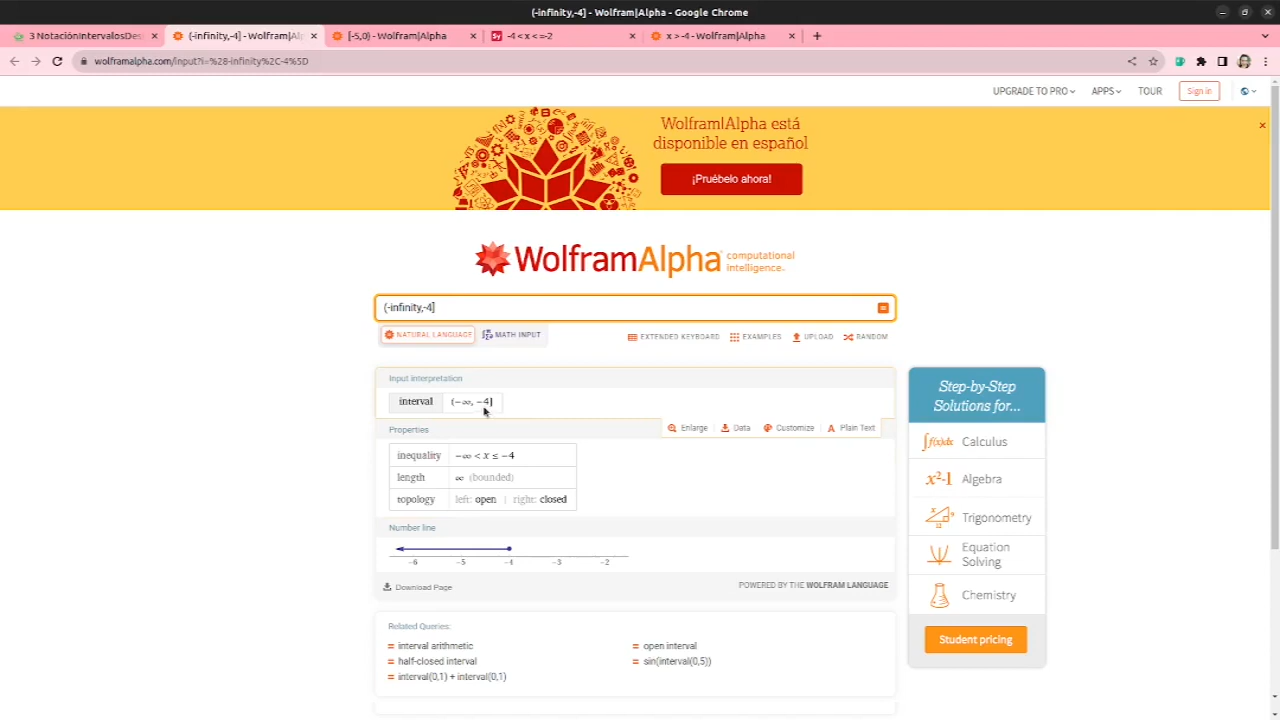 (-infinity,-4] - Wolfram|Alpha - Google Chrome
3 NotaciónIntervalosDes
(-infinity,-4] - Wolfram|Al
[-5,0) - Wolfram|Alpha
Sy
-4 < x <=-2
x >-4 - Wolfram|Alpha
wolframalpha.com/input?i=%28-infinity%2C-4%5D
UPGRADE TO PRO
APPS
TOUR
Sign in
Wolfram|Alpha está
disponible en español
¡Pruébelo ahora!
WolframAlpha computational
intelligence.
(-infinity,-4]
NATURAL LANGUAGE
MATH INPUT
EXTENDED KEYBOARD
EXAMPLES
UPLOAD
RANDOM
Input interpretation
interval (−∞, −4]
Enlarge
Data
Customize
A Plain Text
Properties
inequality −∞ < x ≤ −4
length ∞ (bounded)
topology left: open | right: closed
Number line
−6 −5 −4 −3 −2
Download Page
POWERED BY THE WOLFRAM LANGUAGE
Related Queries:
= interval arithmetic
= half-closed interval
= interval(0,1) + interval(0,1)
= open interval
= sin(interval(0,5))
Step-by-Step
Solutions for...
∫f(x)dx Calculus
x²-1 Algebra
Trigonometry
Equation
Solving
Chemistry
Student pricing